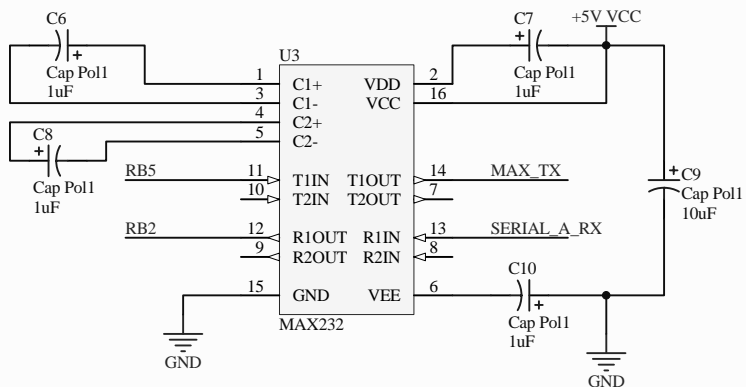 C6
+
Cap Pol1
1uF
C7
+
Cap Pol1
1uF
+5V VCC
U3
1 C1+ VDD 2
3 C1- VCC 16
4 C2+
5 C2-
C8
+
Cap Pol1
1uF
RB5 11 T1IN T1OUT 14 MAX_TX
10 T2IN T2OUT 7
RB2 12 R1OUT R1IN 13 SERIAL_A_RX
9 R2OUT R2IN 8
15 GND VEE 6
MAX232
+
C9
Cap Pol1
10uF
C10
+
Cap Pol1
1uF
GND
GND